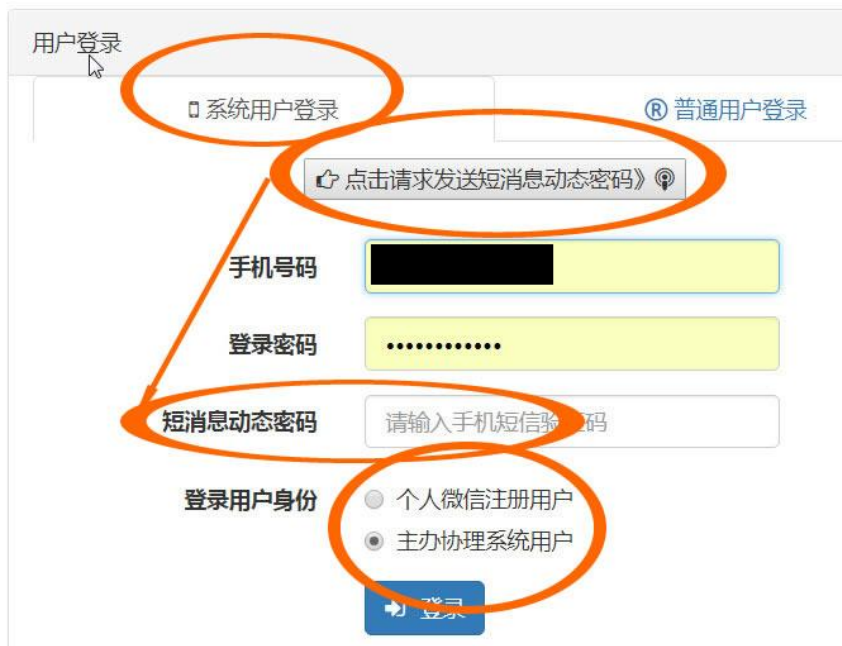 用户登录
系统用户登录
® 普通用户登录
点击请求发送短消息动态密码》
手机号码
登录密码
••••••••••••
短消息动态密码
请输入手机短信验证码
登录用户身份
个人微信注册用户
主办协理系统用户
登录